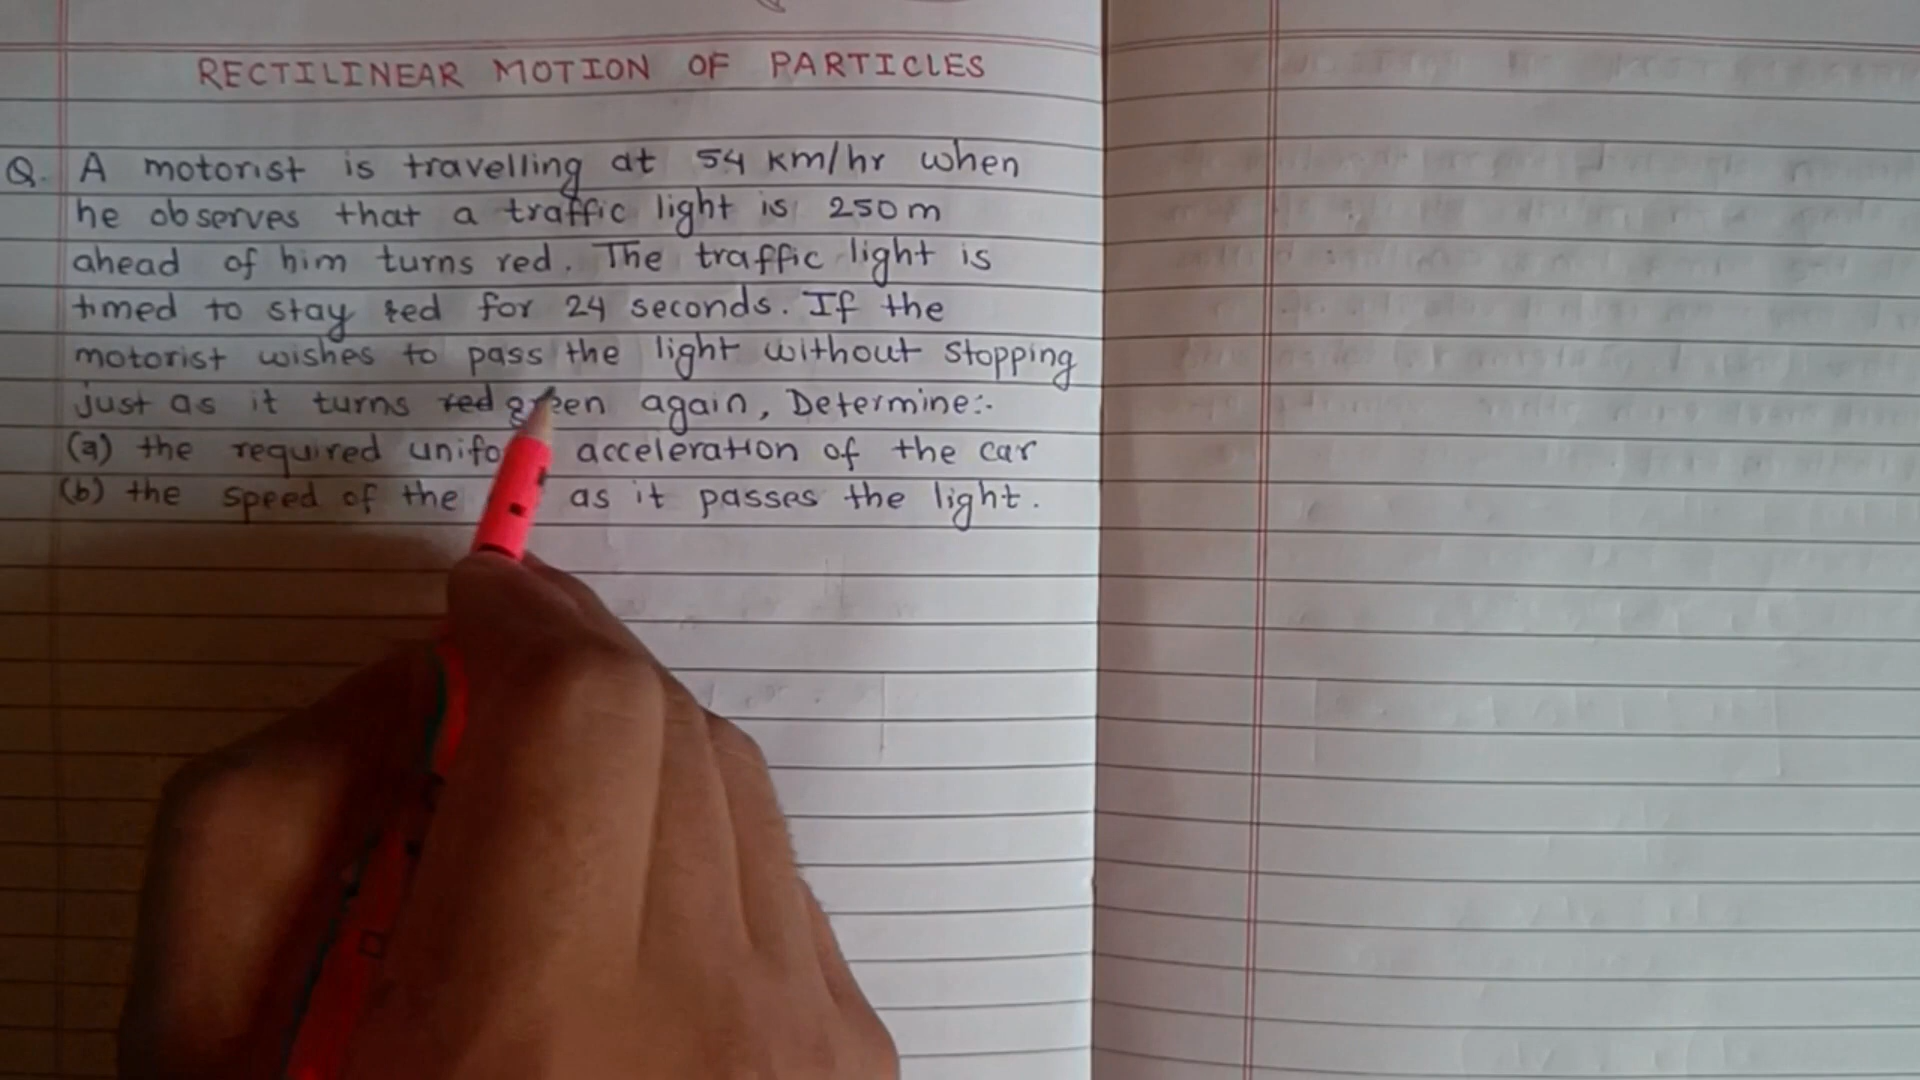 RECTILINEAR MOTION OF PARTICLES
Q. A motorist is travelling at 54 km/hr when
he observes that a traffic light is 250m
ahead of him turns red. The traffic light is
timed to stay red for 24 seconds. If the
motorist wishes to pass the light without stopping
just as it turns red green again, Determine:-
(a) the required unifo acceleration of the car
(b) the speed of the as it passes the light.